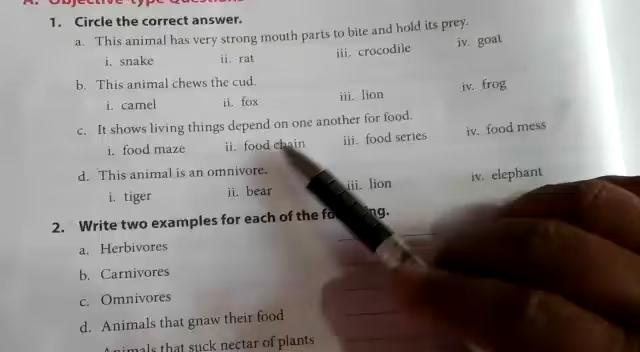 A. Objective-type Questions
1. Circle the correct answer.
a. This animal has very strong mouth parts to bite and hold its prey.
i. snake ii. rat iii. crocodile iv. goat
b. This animal chews the cud.
i. camel ii. fox iii. lion iv. frog
c. It shows living things depend on one another for food.
i. food maze ii. food chain iii. food series iv. food mess
d. This animal is an omnivore.
i. tiger ii. bear iii. lion iv. elephant
2. Write two examples for each of the
a. Herbivores
b. Carnivores
c. Omnivores
d. Animals that gnaw their food
Animals that suck nectar of plants